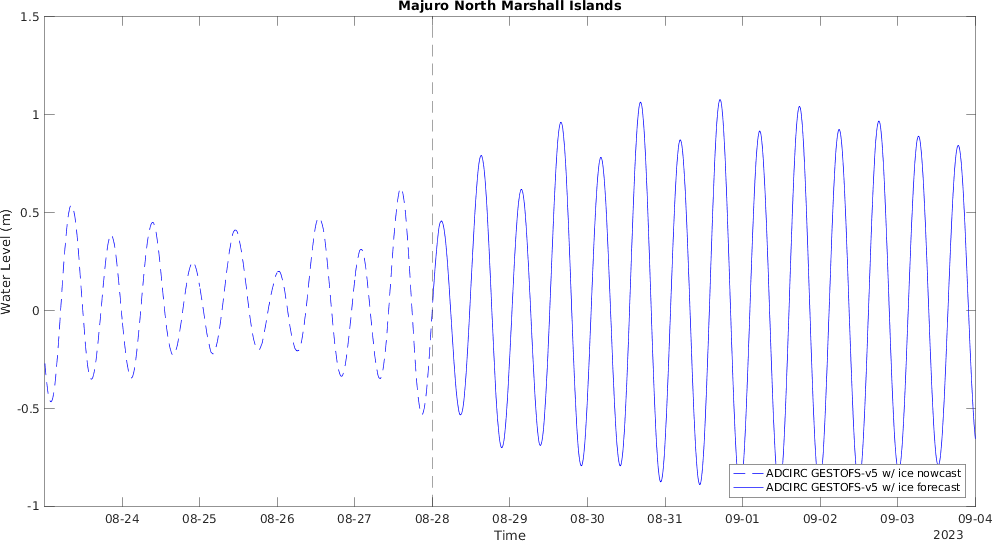 Majuro North Marshall Islands
1.5
1
0.5
0
-0.5
-1
Water Level (m)
ADCIRC GESTOFS-v5 w/ ice nowcast
ADCIRC GESTOFS-v5 w/ ice forecast
08-24 08-25 08-26 08-27 08-28 08-29 08-30 08-31 09-01 09-02 09-03 09-04
Time
2023